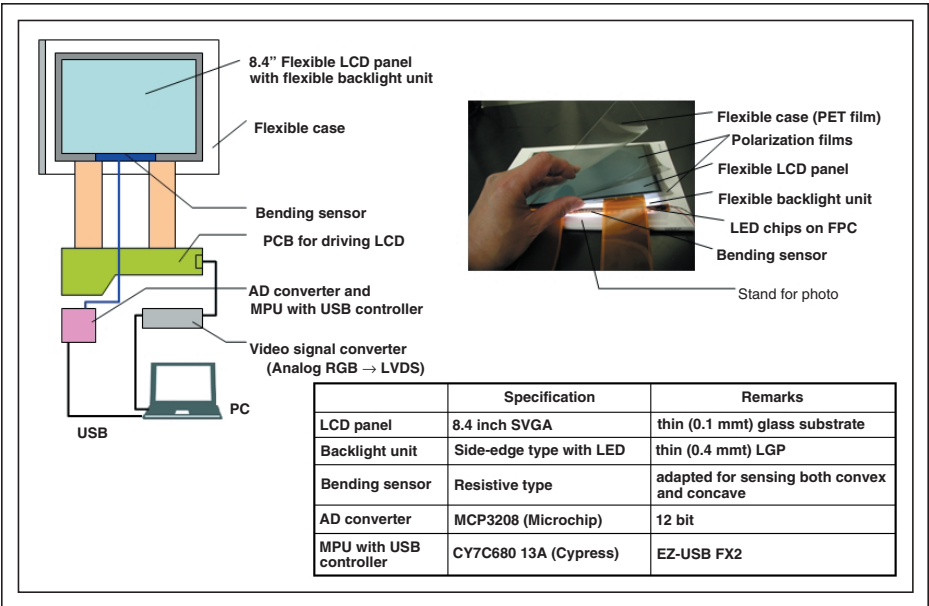 8.4” Flexible LCD panel
with flexible backlight unit
Flexible case
Bending sensor
PCB for driving LCD
AD converter and
MPU with USB controller
Video signal converter
(Analog RGB → LVDS)
PC
USB
Flexible case (PET film)
Polarization films
Flexible LCD panel
Flexible backlight unit
LED chips on FPC
Bending sensor
Stand for photo
Specification Remarks
LCD panel 8.4 inch SVGA thin (0.1 mmt) glass substrate
Backlight unit Side-edge type with LED thin (0.4 mmt) LGP
Bending sensor Resistive type adapted for sensing both convex
and concave
AD converter MCP3208 (Microchip) 12 bit
MPU with USB
controller CY7C680 13A (Cypress) EZ-USB FX2